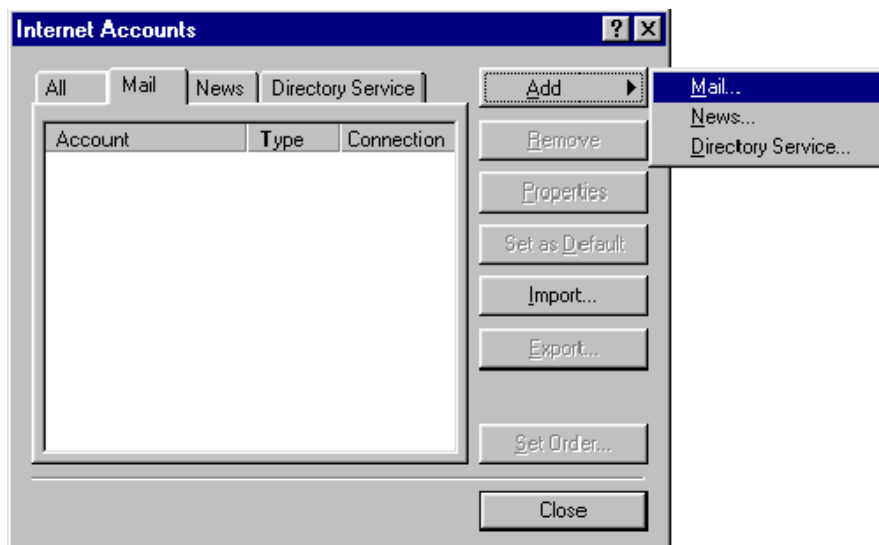 Internet Accounts
All Mail News Directory Service
Account Type Connection
Add
Remove
Properties
Set as Default
Import...
Export...
Set Order...
Close
Mail...
News...
Directory Service...